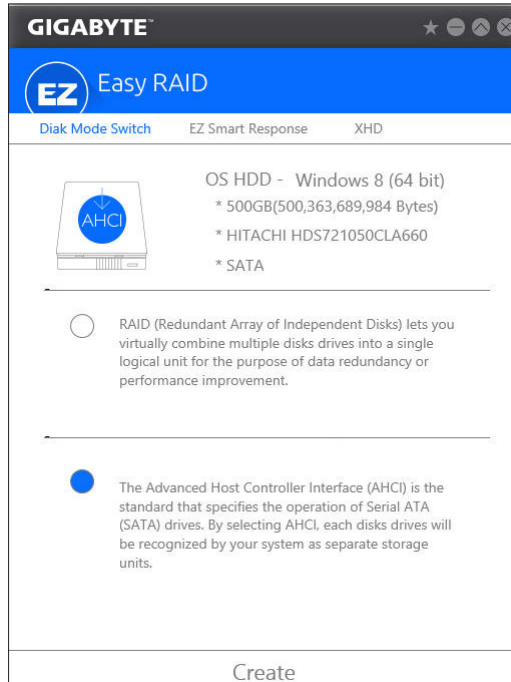 GIGABYTE™
EZ Easy RAID
Diak Mode Switch EZ Smart Response XHD
OS HDD - Windows 8 (64 bit)
* 500GB(500,363,689,984 Bytes)
AHCI
* HITACHI HDS721050CLA660
* SATA
RAID (Redundant Array of Independent Disks) lets you
virtually combine multiple disks drives into a single
logical unit for the purpose of data redundancy or
performance improvement.
The Advanced Host Controller Interface (AHCI) is the
standard that specifies the operation of Serial ATA
(SATA) drives. By selecting AHCI, each disks drives will
be recognized by your system as separate storage
units.
Create